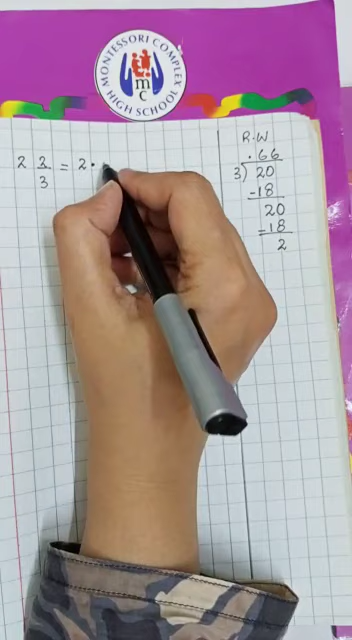 MONTESSORI COMPLEX
mc
HIGH SCHOOL
2 2/3 = 2.
R.W
.66
3)20
-18
20
-18
2